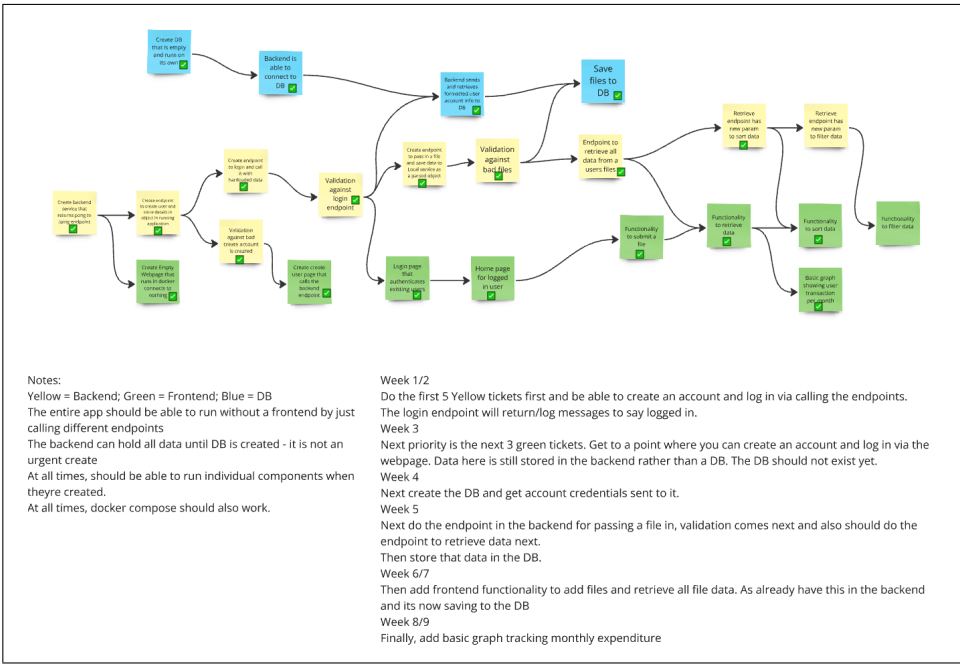 Create DB
that is empty
and runs on
its own
Backend is
able to
connect to
DB
Backend sends
and retrieves
formatted user
account info to
DB
Save
files to
DB
Create backend
service that
returns pong to
/ping endpoint
Create endpoint
to create user and
store details in
object in running
application
Create endpoint
to login and call
it with
hardcoded data
Validation
against bad
create account
is created
Validation
against
login
endpoint
Create endpoint
to pass in a file
and save data to
Local service as
a parsed object
Validation
against
bad files
Endpoint to
retrieve all
data from a
users files
Retrieve
endpoint has
new param
to sort data
Retrieve
endpoint has
new param
to filter data
Create Empty
Webpage that
runs in docker
connects to
nothing
Create create
user page that
calls the
backend
endpoint
Login page
that
authenticates
existing users
Home page
for logged
in user
Functionality
to submit a
file
Functionality
to retrieve
data
Functionality
to sort data
Functionality
to filter data
Basic graph
showing user
transaction
per month
Notes:
Yellow = Backend; Green = Frontend; Blue = DB
The entire app should be able to run without a frontend by just
calling different endpoints
The backend can hold all data until DB is created - it is not an
urgent create
At all times, should be able to run individual components when
theyre created.
At all times, docker compose should also work.
Week 1/2
Do the first 5 Yellow tickets first and be able to create an account and log in via calling the endpoints.
The login endpoint will return/log messages to say logged in.
Week 3
Next priority is the next 3 green tickets. Get to a point where you can create an account and log in via the
webpage. Data here is still stored in the backend rather than a DB. The DB should not exist yet.
Week 4
Next create the DB and get account credentials sent to it.
Week 5
Next do the endpoint in the backend for passing a file in, validation comes next and also should do the
endpoint to retrieve data next.
Then store that data in the DB.
Week 6/7
Then add frontend functionality to add files and retrieve all file data. As already have this in the backend
and its now saving to the DB
Week 8/9
Finally, add basic graph tracking monthly expenditure